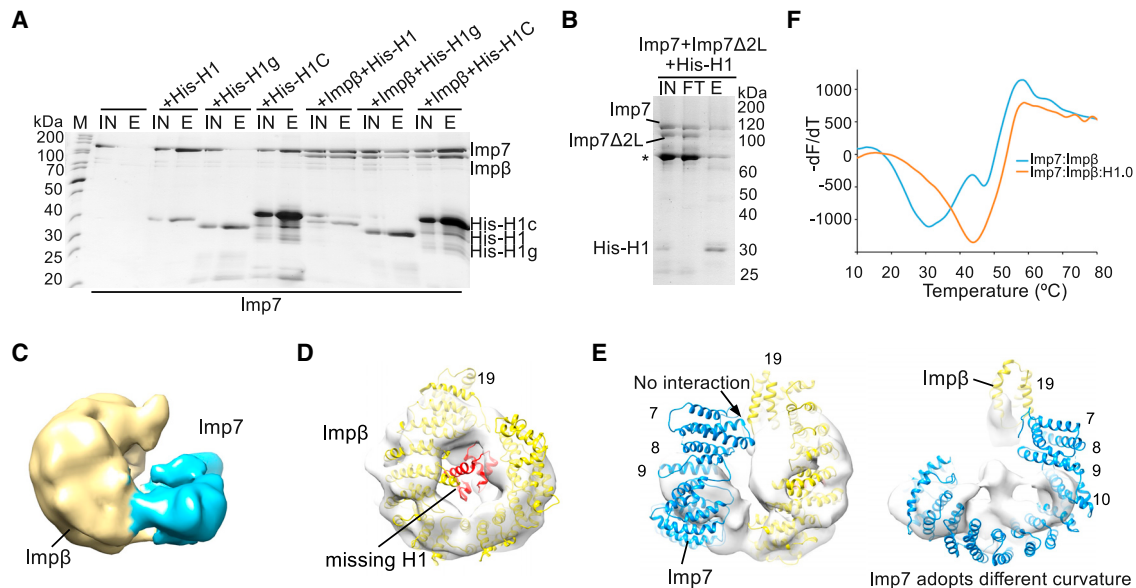 A
+His-H1
+His-H1g
+His-H1C
+Impβ+His-H1
+Impβ+His-H1g
+Impβ+His-H1C
kDa M IN E IN E IN E IN E IN E IN E IN E
200
100
70
50
40
30
25
20
Imp7
Impβ
His-H1c
His-H1
His-H1g
Imp7
B
Imp7+Imp7Δ2L
+His-H1
IN FT E
kDa
Imp7
Imp7Δ2L
*
His-H1
200
120
100
60
50
40
30
25
F
-dF/dT
1000
500
0
-500
-1000
10 20 30 40 50 60 70 80
Temperature (ºC)
Imp7:Impβ
Imp7:Impβ:H1.0
C
Imp7
Impβ
D
19
Impβ
missing H1
E
No interaction
19
7
8
9
Imp7
Impβ
19
7
8
9
10
Imp7 adopts different curvature